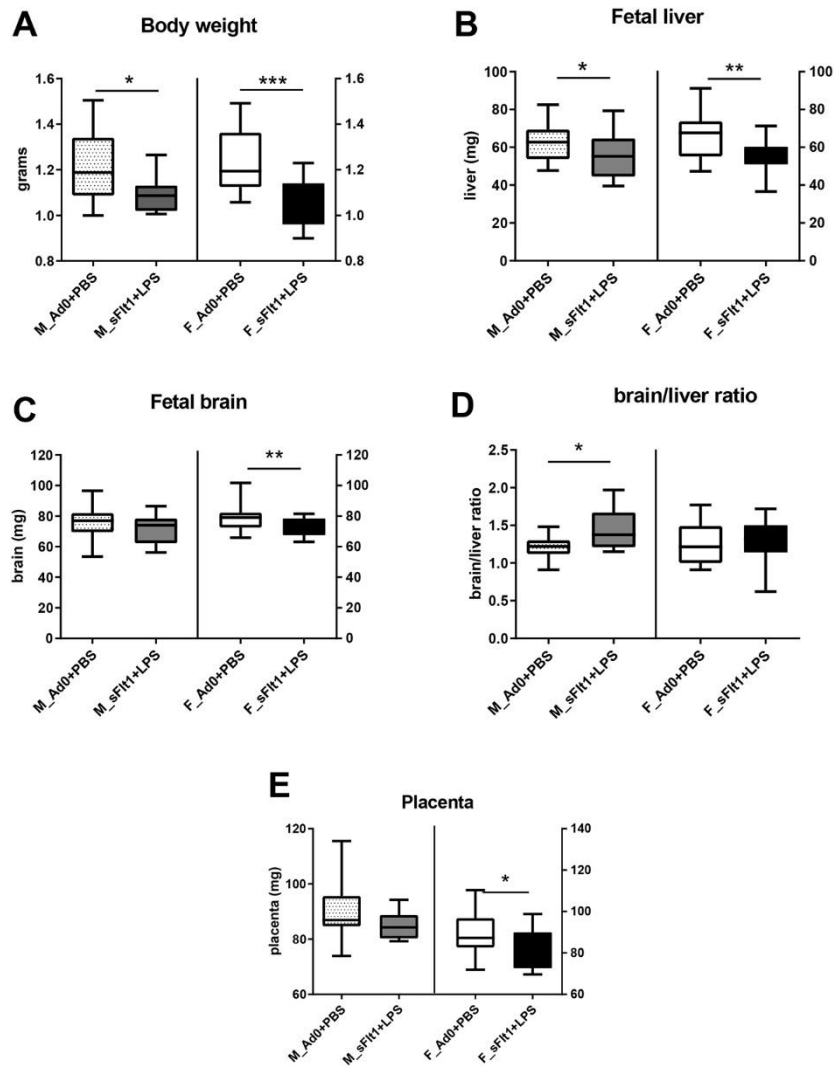 A
Body weight
grams
1.6
1.4
1.2
1.0
0.8
*
***
1.6
1.4
1.2
1.0
0.8
M_Ad0+PBS
M_sFlt1+LPS
F_Ad0+PBS
F_sFlt1+LPS
B
Fetal liver
liver (mg)
100
80
60
40
20
0
*
**
100
80
60
40
20
0
M_Ad0+PBS
M_sFlt1+LPS
F_Ad0+PBS
F_sFlt1+LPS
C
Fetal brain
brain (mg)
120
100
80
60
40
20
0
**
120
100
80
60
40
20
0
M_Ad0+PBS
M_sFlt1+LPS
F_Ad0+PBS
F_sFlt1+LPS
D
brain/liver ratio
brain/liver ratio
2.5
2.0
1.5
1.0
0.5
0.0
*
M_Ad0+PBS
M_sFlt1+LPS
F_Ad0+PBS
F_sFlt1+LPS
E
Placenta
placenta (mg)
120
100
80
60
*
140
120
100
80
60
M_Ad0+PBS
M_sFlt1+LPS
F_Ad0+PBS
F_sFlt1+LPS